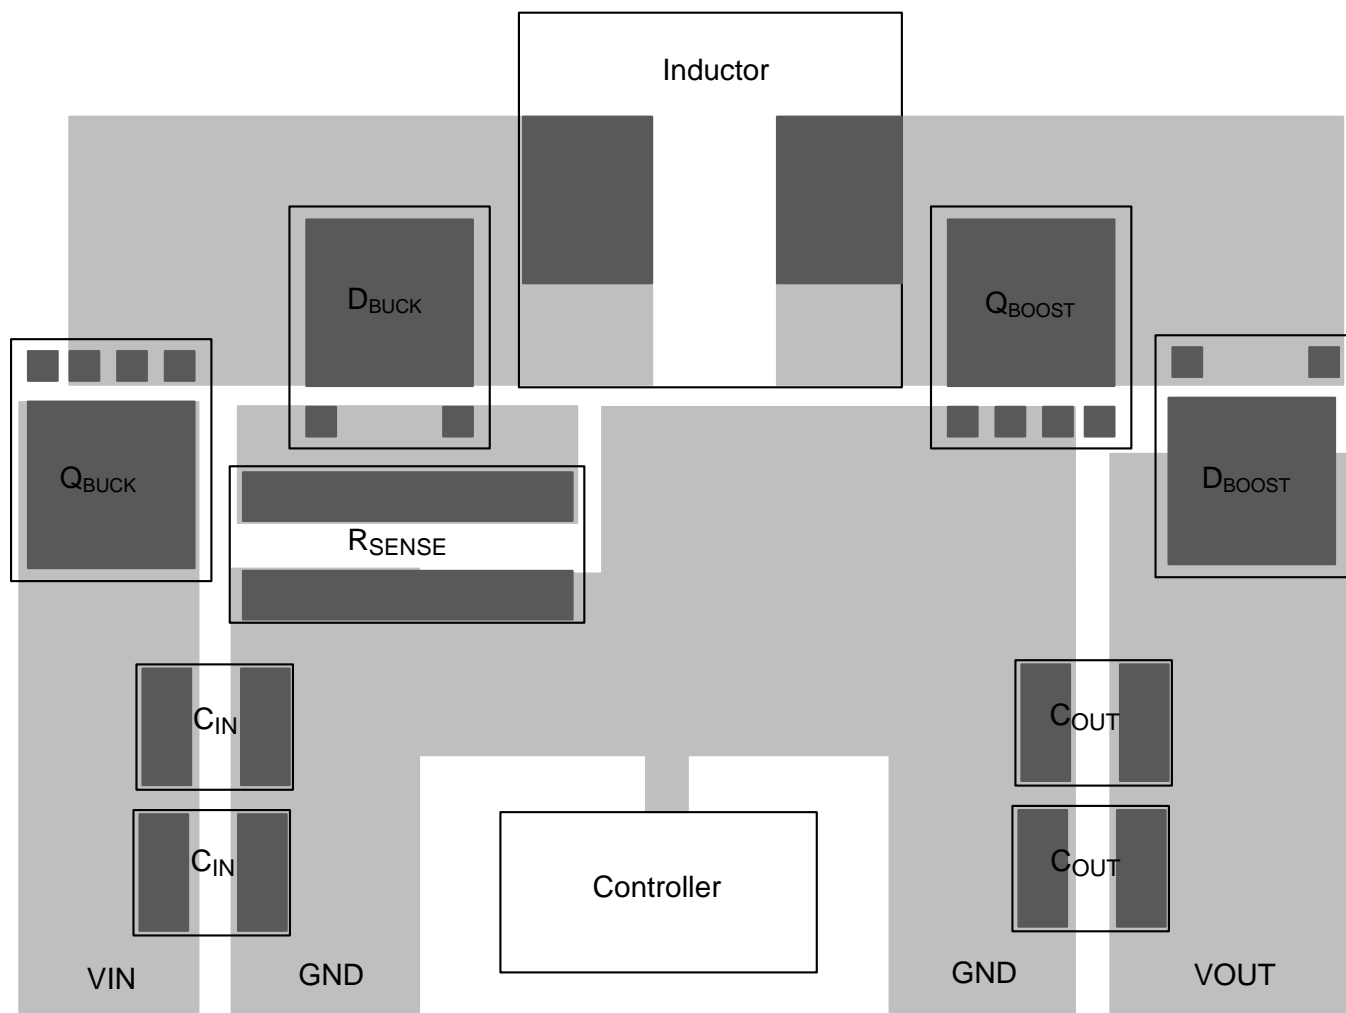 Inductor
DBUCK
QBOOST
QBUCK
DBOOST
RSENSE
CIN
COUT
CIN
COUT
Controller
VIN
GND
GND
VOUT